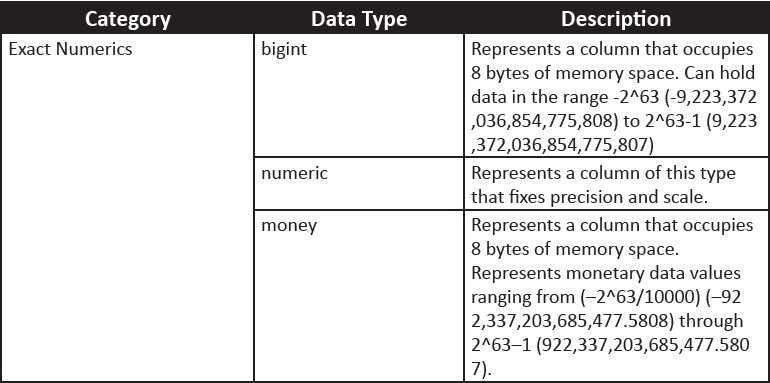 Category Data Type Description
Exact Numerics bigint Represents a column that occupies
8 bytes of memory space. Can hold
data in the range -2^63 (-9,223,372
,036,854,775,808) to 2^63-1 (9,223
,372,036,854,775,807)
numeric Represents a column of this type
that fixes precision and scale.
money Represents a column that occupies
8 bytes of memory space.
Represents monetary data values
ranging from (–2^63/10000) (–92
2,337,203,685,477.5808) through
2^63–1 (922,337,203,685,477.580
7).